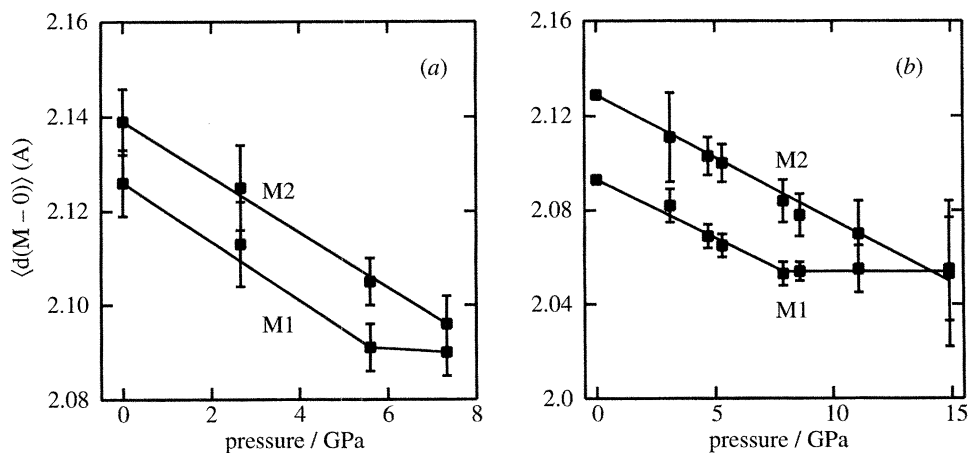 2.16
2.14
2.12
2.10
2.08
⟨d(M − 0)⟩ (A)
(a)
M2
M1
0 2 4 6 8
pressure / GPa
2.16
2.12
2.08
2.04
2.0
(b)
M2
M1
0 5 10 15
pressure / GPa